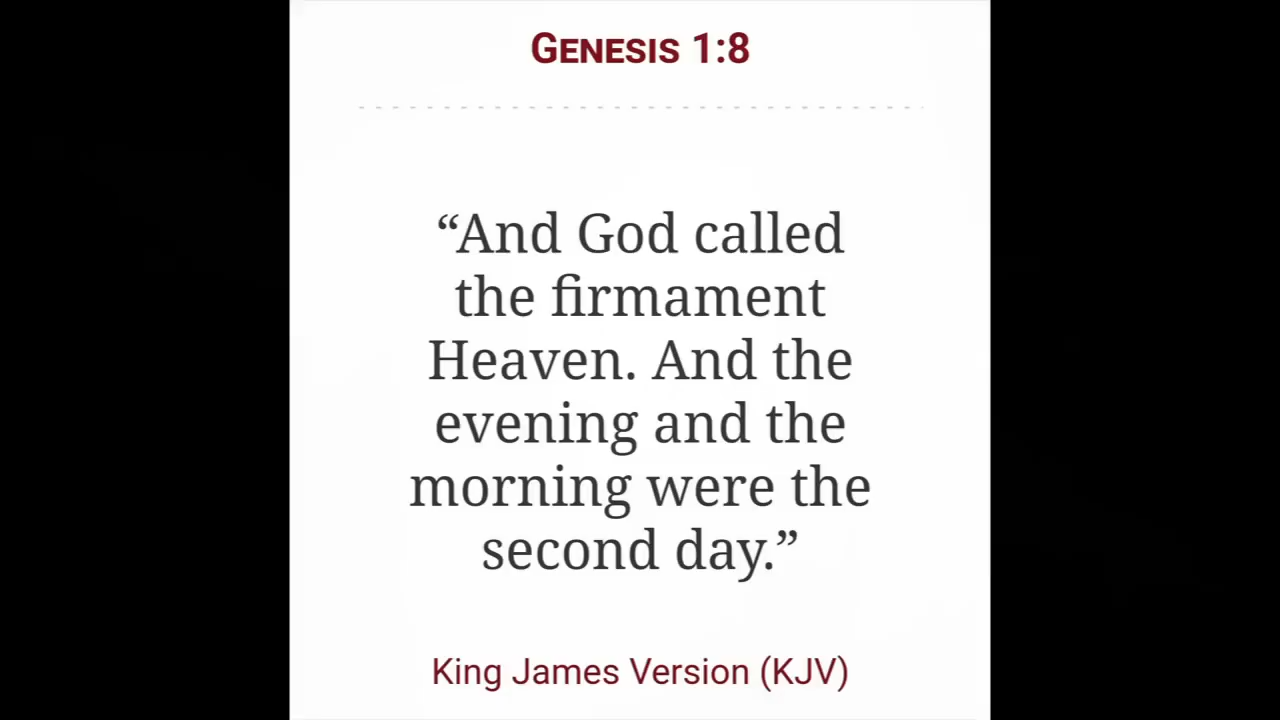 GENESIS 1:8
“And God called
the firmament
Heaven. And the
evening and the
morning were the
second day.”
King James Version (KJV)